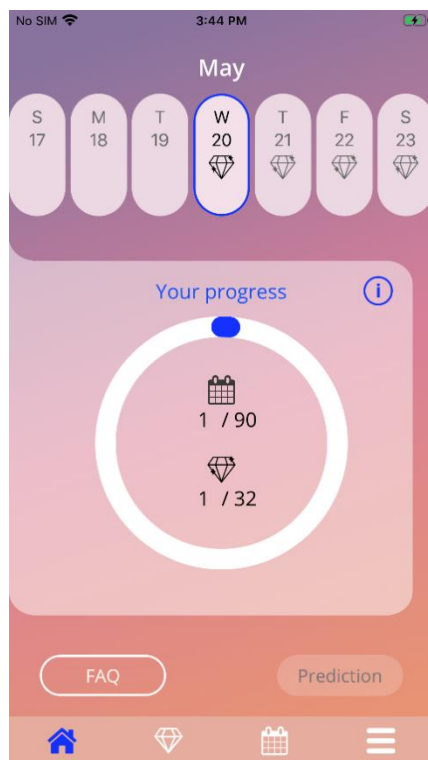 No SIM 3:44 PM
May
S M T W T F S
17 18 19 20 21 22 23
Your progress i
1 / 90
1 / 32
FAQ Prediction